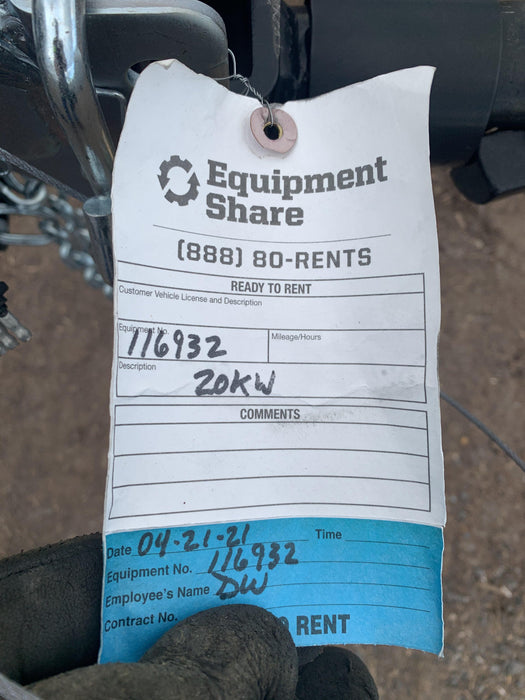 Equipment
Share
(888) 80-RENTS
READY TO RENT
Customer Vehicle License and Description
Equipment No. Mileage/Hours
116932
Description
20KW
COMMENTS
Date 04-21-21 Time
Equipment No. 116932
Employee's Name DW
Contract No.
RENT